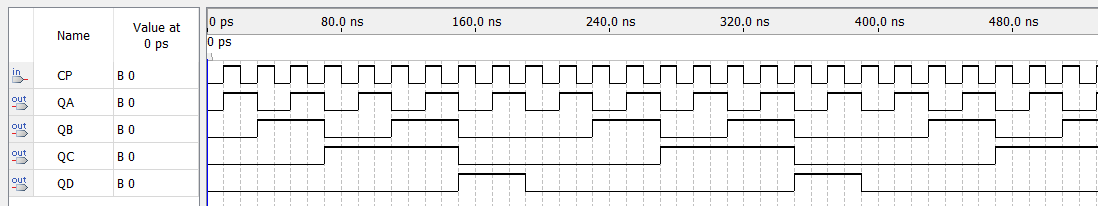 Name
Value at
0 ps
0 ps 80.0 ns 160.0 ns 240.0 ns 320.0 ns 400.0 ns 480.0 ns
0 ps
in CP B 0
out QA B 0
out QB B 0
out QC B 0
out QD B 0